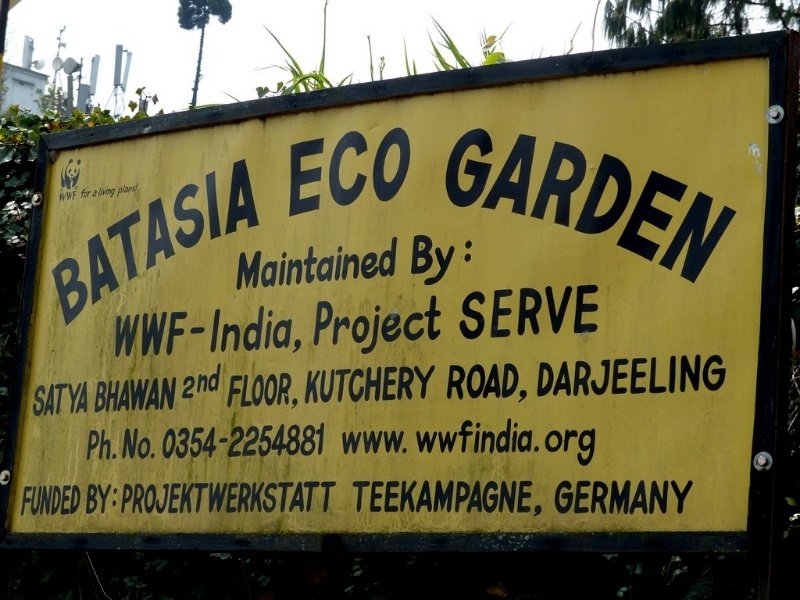 WWF for a living planet
BATASIA ECO GARDEN
Maintained By:
WWF-India, Project SERVE
SATYA BHAWAN 2nd FLOOR, KUTCHERY ROAD, DARJEELING
Ph. No. 0354-2254881 www.wwfindia.org
FUNDED BY: PROJEKTWERKSTATT TEEKAMPAGNE, GERMANY